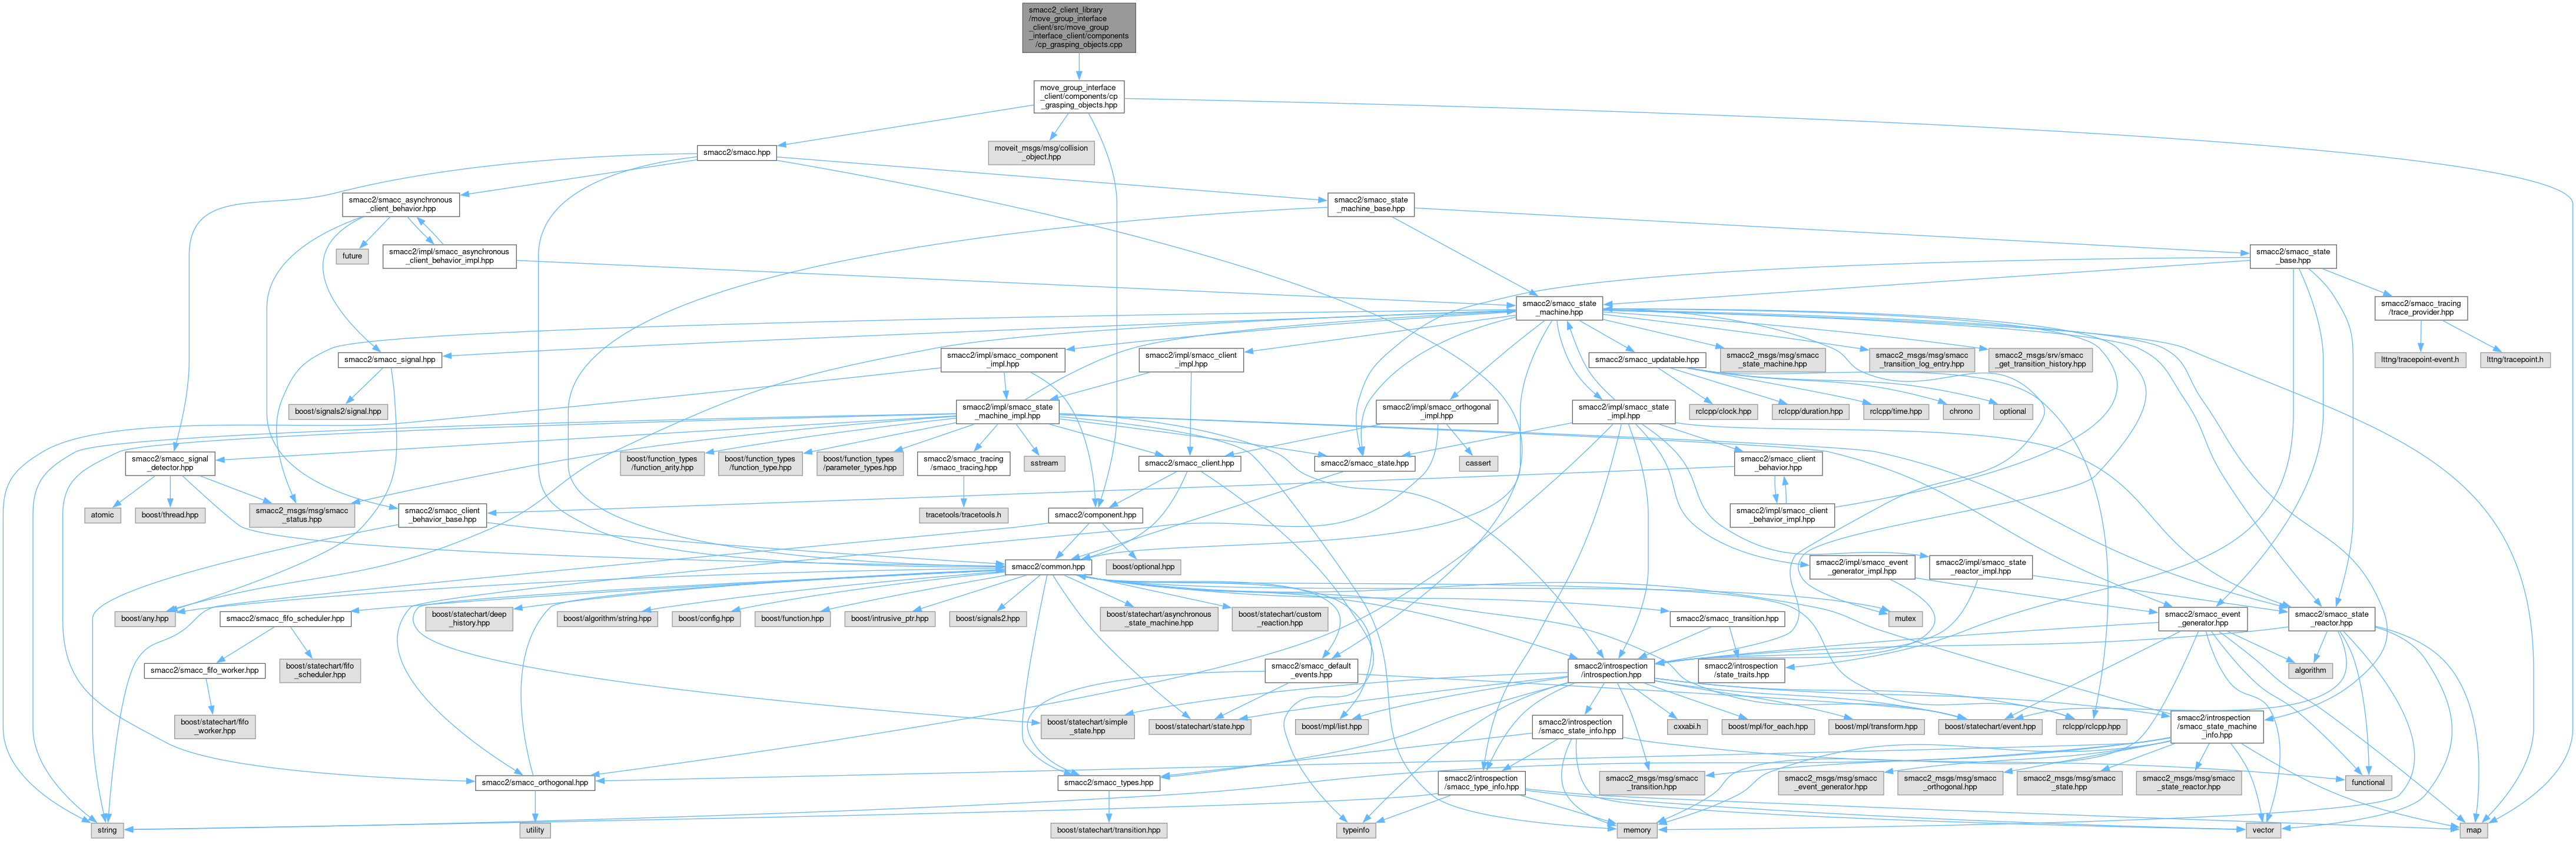 smacc2_client_library
/move_group_interface
_client/src/move_group
_interface_client/components
/cp_grasping_objects.cpp
move_group_interface
_client/components/cp
_grasping_objects.hpp
smacc2/smacc.hpp
moveit_msgs/msg/collision
_object.hpp
smacc2/smacc_asynchronous
_client_behavior.hpp
smacc2/smacc_state
_machine_base.hpp
future
smacc2/impl/smacc_asynchronous
_client_behavior_impl.hpp
smacc2/smacc_state
_base.hpp
smacc2/smacc_state
_machine.hpp
smacc2/smacc_tracing
/trace_provider.hpp
smacc2/smacc_signal.hpp
smacc2/impl/smacc_component
_impl.hpp
smacc2/impl/smacc_client
_impl.hpp
smacc2/smacc_updatable.hpp
smacc2_msgs/msg/smacc
_state_machine.hpp
smacc2_msgs/msg/smacc
_transition_log_entry.hpp
smacc2_msgs/srv/smacc
_get_transition_history.hpp
lttng/tracepoint-event.h
lttng/tracepoint.h
boost/signals2/signal.hpp
smacc2/impl/smacc_state
_machine_impl.hpp
smacc2/impl/smacc_orthogonal
_impl.hpp
smacc2/impl/smacc_state
_impl.hpp
rclcpp/clock.hpp
rclcpp/duration.hpp
rclcpp/time.hpp
chrono
optional
smacc2/smacc_signal
_detector.hpp
boost/function_types
/function_arity.hpp
boost/function_types
/function_type.hpp
boost/function_types
/parameter_types.hpp
smacc2/smacc_tracing
/smacc_tracing.hpp
sstream
smacc2/smacc_client.hpp
smacc2/smacc_state.hpp
cassert
smacc2/smacc_client
_behavior.hpp
atomic
boost/thread.hpp
smacc2_msgs/msg/smacc
_status.hpp
smacc2/smacc_client
_behavior_base.hpp
tracetools/tracetools.h
smacc2/component.hpp
smacc2/impl/smacc_client
_behavior_impl.hpp
smacc2/common.hpp
boost/optional.hpp
smacc2/impl/smacc_event
_generator_impl.hpp
smacc2/impl/smacc_state
_reactor_impl.hpp
boost/any.hpp
smacc2/smacc_fifo_scheduler.hpp
boost/statechart/deep
_history.hpp
boost/algorithm/string.hpp
boost/config.hpp
boost/function.hpp
boost/intrusive_ptr.hpp
boost/signals2.hpp
boost/statechart/asynchronous
_state_machine.hpp
boost/statechart/custom
_reaction.hpp
smacc2/smacc_transition.hpp
mutex
smacc2/smacc_event
_generator.hpp
smacc2/smacc_state
_reactor.hpp
smacc2/smacc_fifo_worker.hpp
boost/statechart/fifo
_scheduler.hpp
smacc2/smacc_default
_events.hpp
smacc2/introspection
/introspection.hpp
smacc2/introspection
/state_traits.hpp
algorithm
boost/statechart/fifo
_worker.hpp
boost/statechart/simple
_state.hpp
boost/statechart/state.hpp
boost/mpl/list.hpp
smacc2/introspection
/smacc_state_info.hpp
cxxabi.h
boost/mpl/for_each.hpp
boost/mpl/transform.hpp
boost/statechart/event.hpp
rclcpp/rclcpp.hpp
smacc2/introspection
/smacc_state_machine
_info.hpp
smacc2/smacc_orthogonal.hpp
smacc2/smacc_types.hpp
smacc2/introspection
/smacc_type_info.hpp
smacc2_msgs/msg/smacc
_transition.hpp
smacc2_msgs/msg/smacc
_event_generator.hpp
smacc2_msgs/msg/smacc
_orthogonal.hpp
smacc2_msgs/msg/smacc
_state.hpp
smacc2_msgs/msg/smacc
_state_reactor.hpp
functional
string
utility
boost/statechart/transition.hpp
typeinfo
memory
vector
map